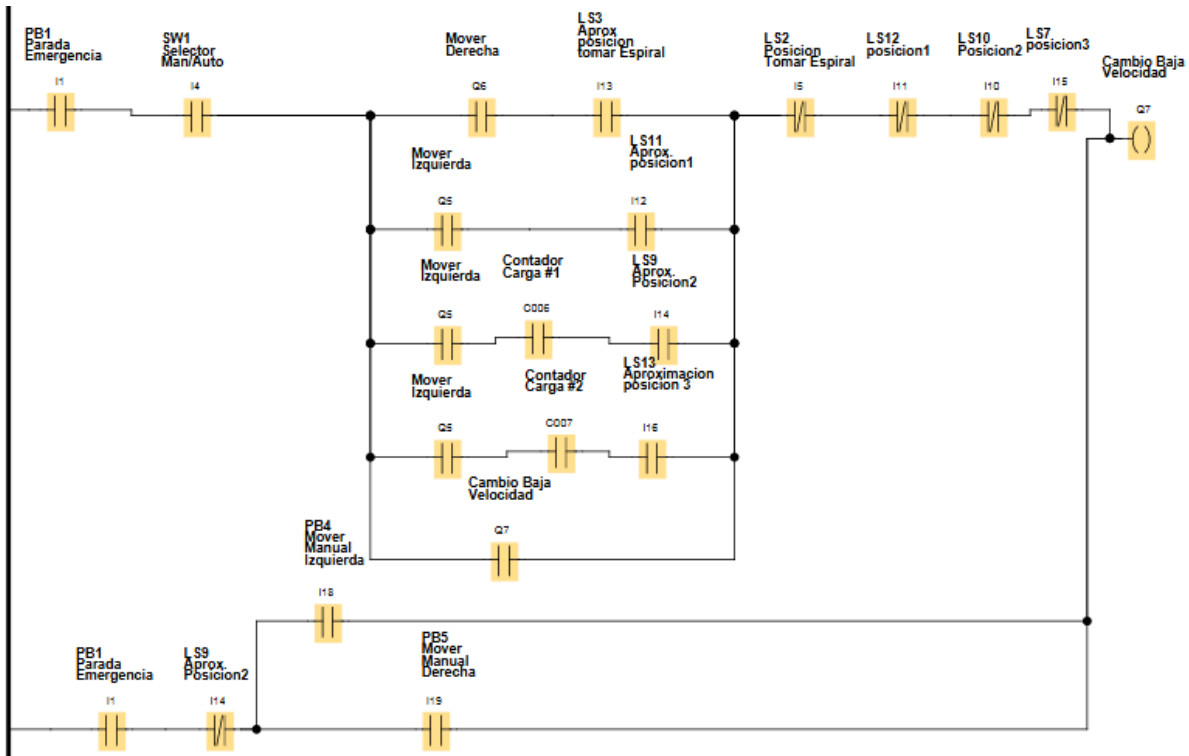 PB1
Parada
Emergencia
I1
SW1
Selector
Man/Auto
I4
Mover
Derecha
Q6
LS3
Aprox
posicion
tomar Espiral
I13
LS2
Posicion
Tomar Espiral
I5
LS12
posicion1
I11
LS10
Posicion2
I10
LS7
posicion3
I15
Cambio Baja
Velocidad
Q7
Mover
Izquierda
Q5
LS11
Aprox.
posicion1
I12
Mover
Izquierda
Q5
Contador
Carga #1
C006
LS9
Aprox.
Posicion2
I14
Mover
Izquierda
Q5
Contador
Carga #2
C007
LS13
Aproximacion
posicion 3
I16
Cambio Baja
Velocidad
Q7
PB4
Mover
Manual
Izquierda
I18
PB1
Parada
Emergencia
I1
LS9
Aprox.
Posicion2
I14
PB5
Mover
Manual
Derecha
I19